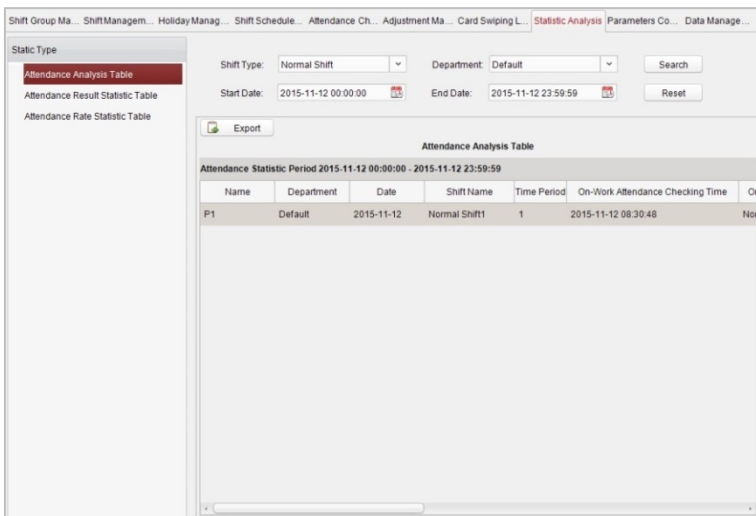 Shift Group Ma... Shift Managem... Holiday Manag... Shift Schedule... Attendance Ch... Adjustment Ma... Card Swiping L... Statistic Analysis Parameters Co... Data Manage...
Static Type
Attendance Analysis Table
Attendance Result Statistic Table
Attendance Rate Statistic Table
Shift Type: Normal Shift Department: Default Search
Start Date: 2015-11-12 00:00:00 End Date: 2015-11-12 23:59:59 Reset
Export
Attendance Analysis Table
Attendance Statistic Period 2015-11-12 00:00:00 - 2015-11-12 23:59:59
Name Department Date Shift Name Time Period On-Work Attendance Checking Time
P1 Default 2015-11-12 Normal Shift1 1 2015-11-12 08:30:48